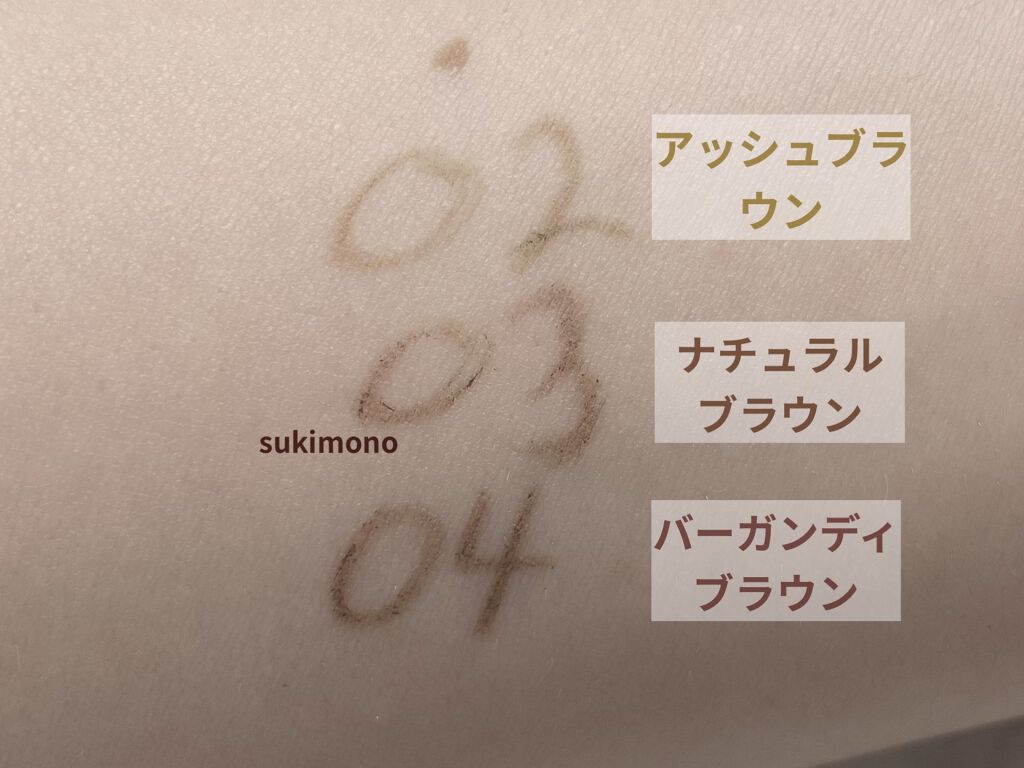 02
アッシュブラ
ウン
03
ナチュラル
ブラウン
sukimono
04
バーガンディ
ブラウン